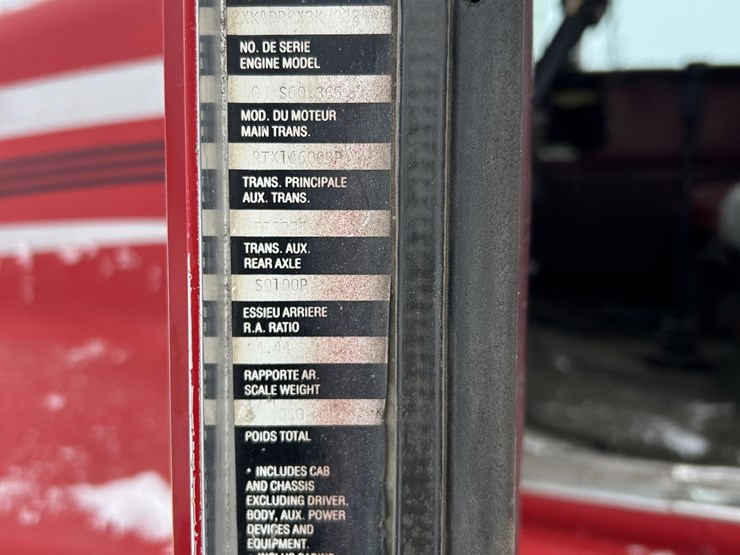 NO. DE SERIE
ENGINE MODEL
MOD. DU MOTEUR
MAIN TRANS.
TRANS. PRINCIPALE
AUX. TRANS.
TRANS. AUX.
REAR AXLE
SQ100P
ESSIEU ARRIERE
R.A. RATIO
RAPPORTE AR.
SCALE WEIGHT
POIDS TOTAL
• INCLUDES CAB
AND CHASSIS
EXCLUDING DRIVER,
BODY, AUX. POWER
DEVICES AND
EQUIPMENT.